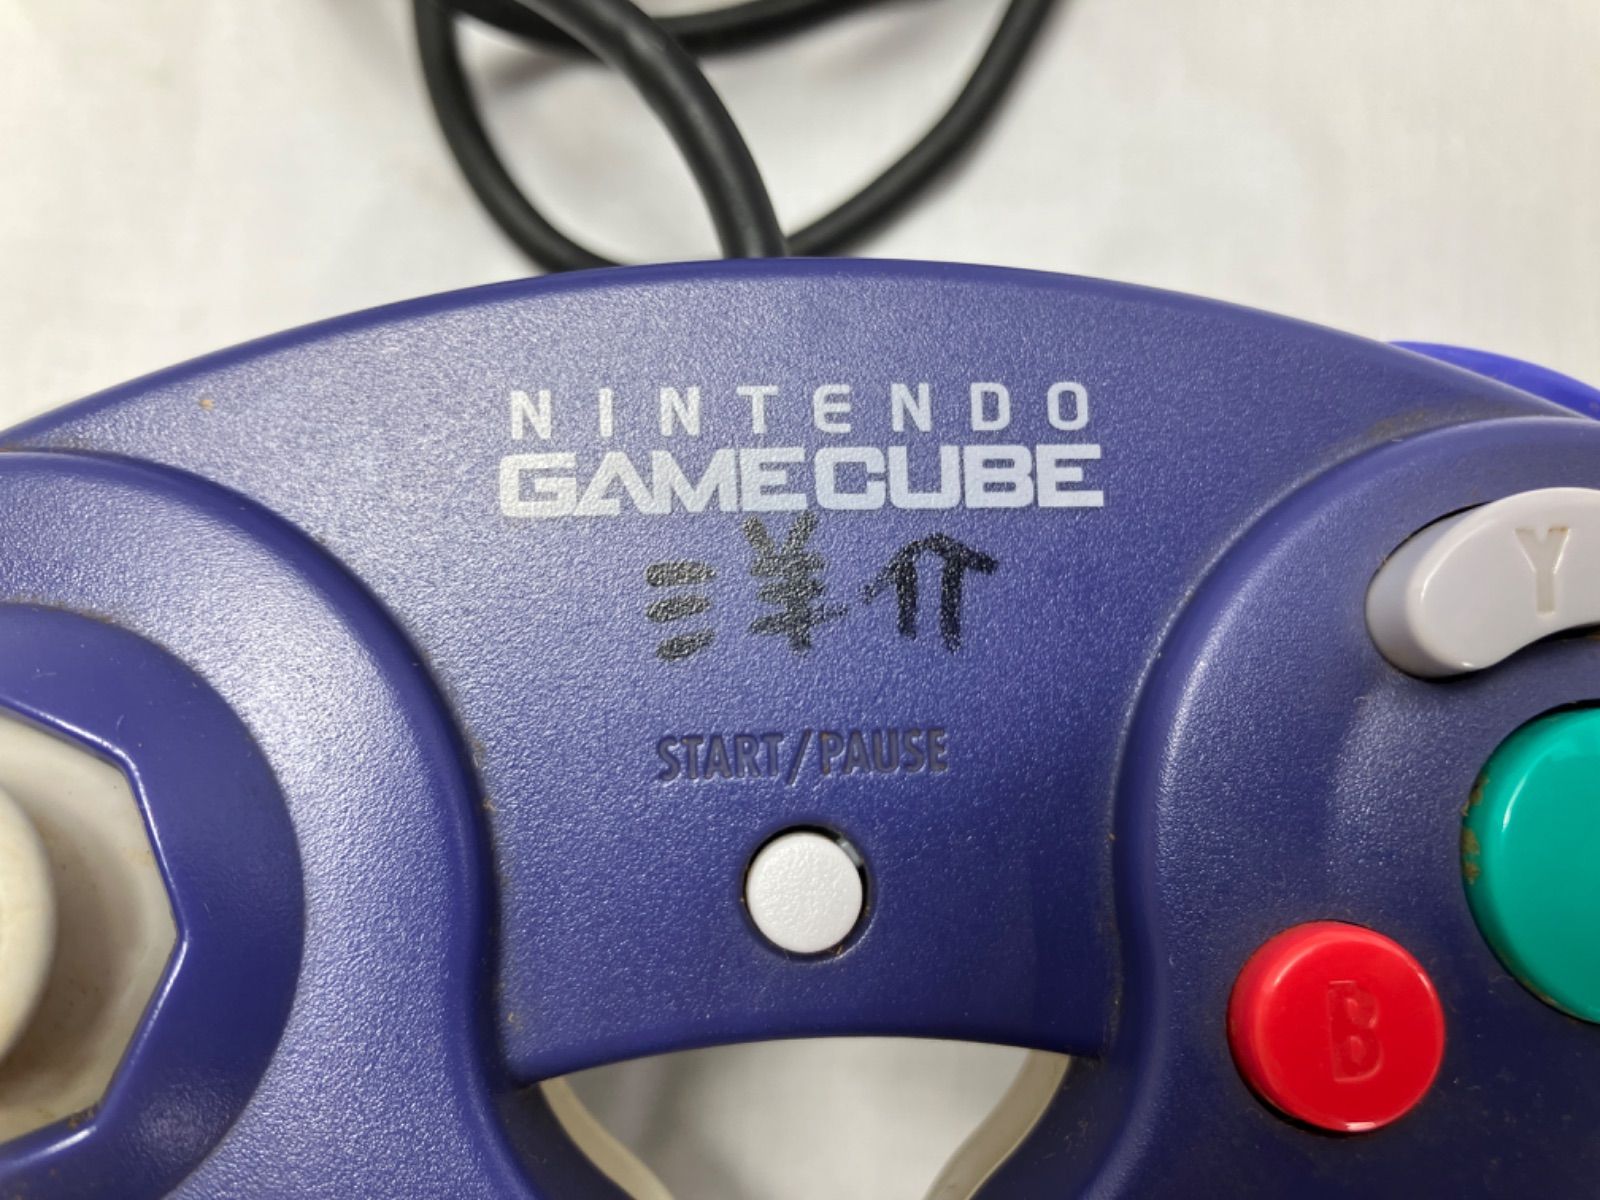 NINTENDO
GAMECUBE
START/PAUSE
Y
B